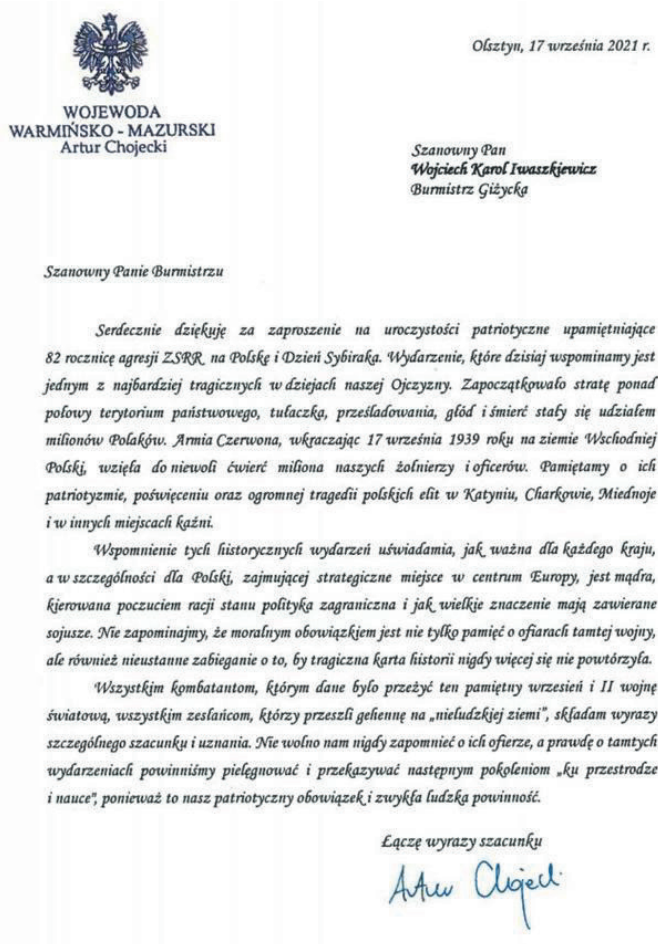 Olsztyn, 17 września 2021 r.
WOJEWODA
WARMIŃSKO - MAZURSKI
Artur Chojecki
Szanowny Pan
Wojciech Karol Iwaszkiewicz
Burmistrz Giżycka
Szanowny Panie Burmistrzu
Serdecznie dziękuję za zaproszenie na uroczystości patriotyczne upamiętniające
82 rocznicę agresji ZSRR na Polskę i Dzień Sybiraka. Wydarzenie, które dzisiaj wspominamy jest
jednym z najbardziej tragicznych w dziejach naszej Ojczyzny. Zapoczątkowało stratę ponad
połowy terytorium państwowego, tułaczka, prześladowania, głód i śmierć stały się udziałem
milionów Polaków. Armia Czerwona, wkraczając 17 września 1939 roku na ziemie Wschodniej
Polski, wzięła do niewoli ćwierć miliona naszych żołnierzy i oficerów. Pamiętamy o ich
patriotyzmie, poświęceniu oraz ogromnej tragedii polskich elit w Katyniu, Charkowie, Miednoje
i w innych miejscach kaźni.
Wspomnienie tych historycznych wydarzeń uświadamia, jak ważna dla każdego kraju,
a w szczególności dla Polski, zajmującej strategiczne miejsce w centrum Europy, jest mądra,
kierowana poczuciem racji stanu polityka zagraniczna i jak wielkie znaczenie mają zawierane
sojusze. Nie zapominajmy, że moralnym obowiązkiem jest nie tylko pamięć o ofiarach tamtej wojny,
ale również nieustanne zabieganie o to, by tragiczna karta historii nigdy więcej się nie powtórzyła.
Wszystkim kombatantom, którym dane było przeżyć ten pamiętny wrzesień i II wojnę
światową, wszystkim zesłańcom, którzy przeszli gehennę na „nieludzkiej ziemi", składam wyrazy
szczególnego szacunku i uznania. Nie wolno nam nigdy zapomnieć o ich ofierze, a prawdę o tamtych
wydarzeniach powinniśmy pielęgnować i przekazywać następnym pokoleniom „ku przestrodze
i nauce", ponieważ to nasz patriotyczny obowiązek i zwykła ludzka powinność.
Łączę wyrazy szacunku
Artur Chojecki